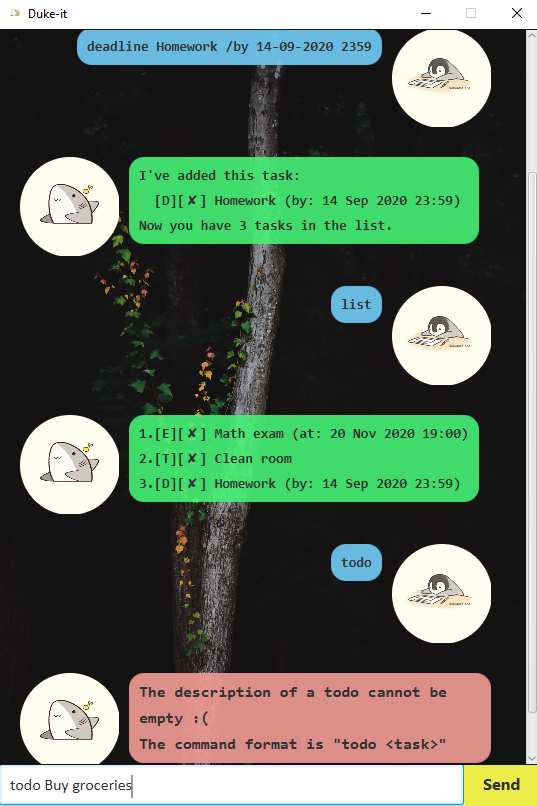 Duke-it
deadline Homework /by 14-09-2020 2359
I've added this task:
[D][✘] Homework (by: 14 Sep 2020 23:59)
Now you have 3 tasks in the list.
list
1.[E][✘] Math exam (at: 20 Nov 2020 19:00)
2.[T][✘] Clean room
3.[D][✘] Homework (by: 14 Sep 2020 23:59)
todo
The description of a todo cannot be
empty :(
The command format is "todo <task>"
todo Buy groceries
Send